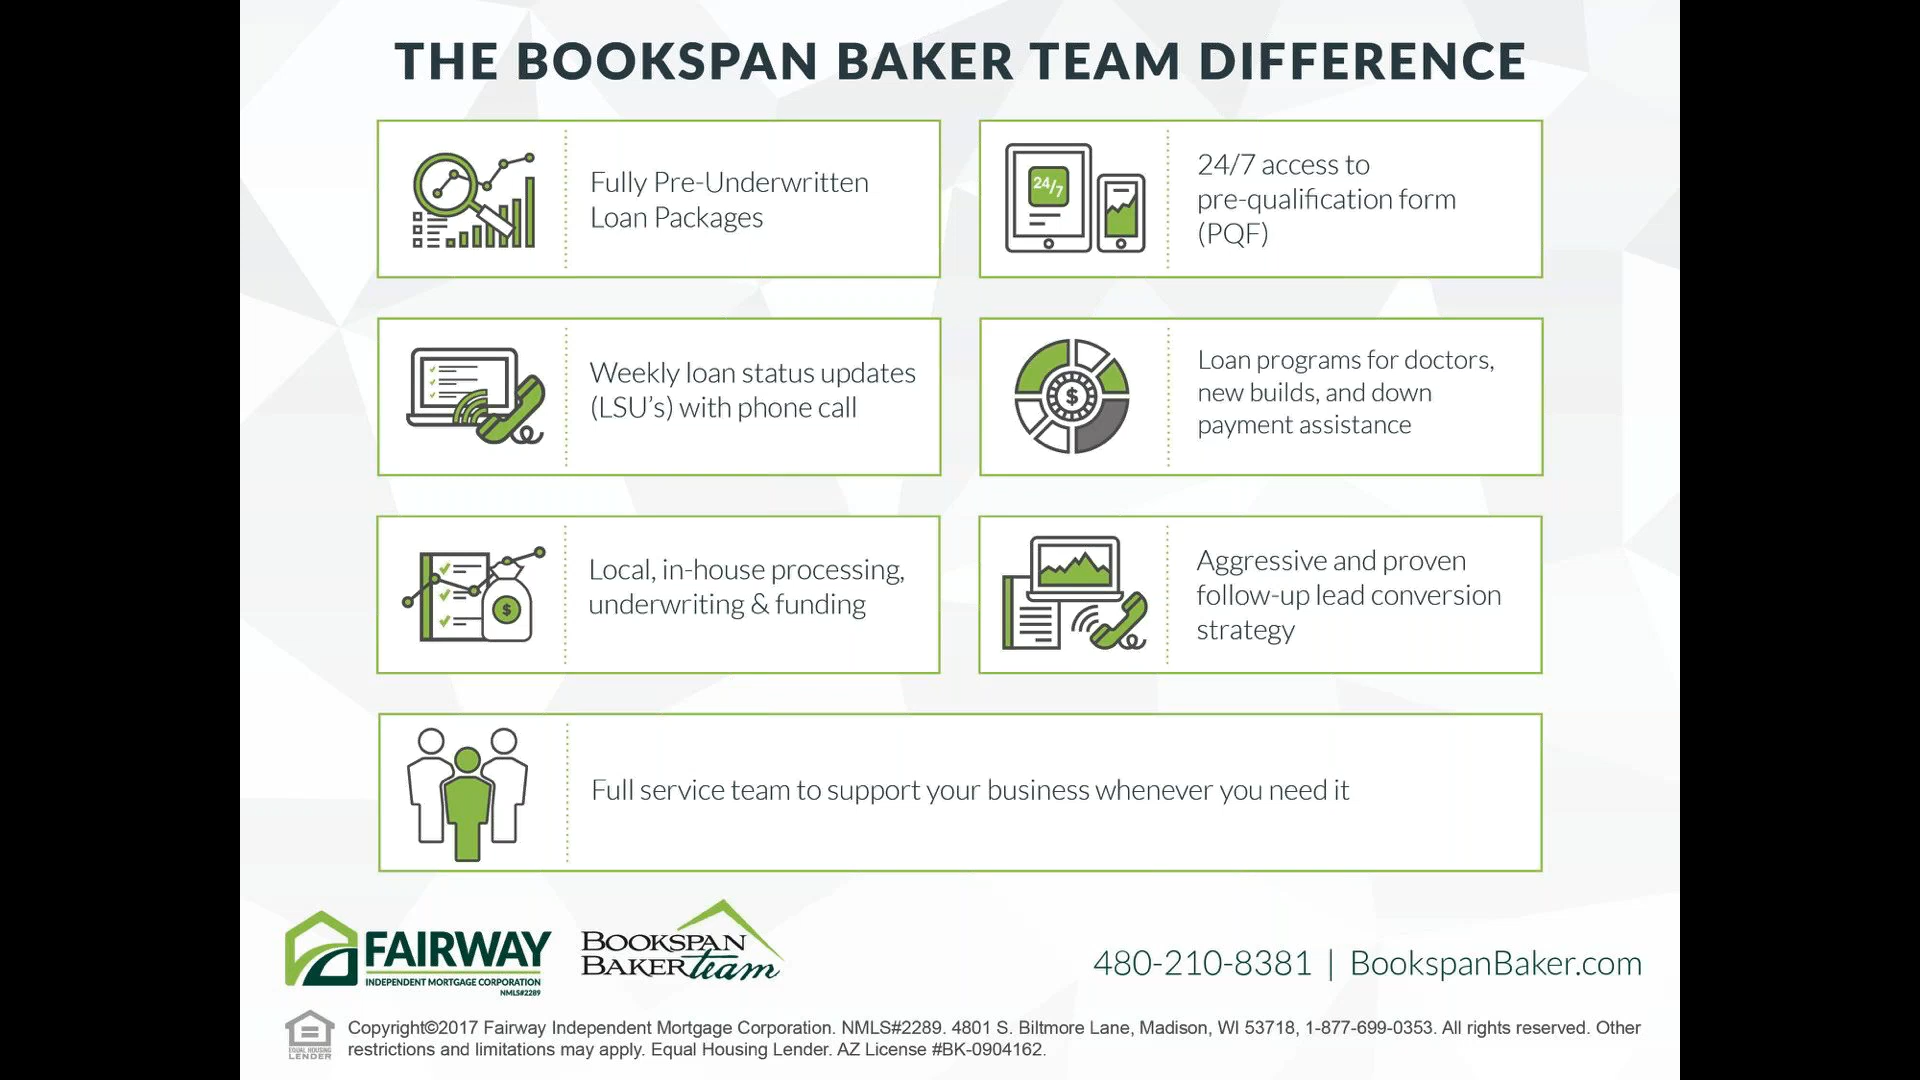 THE BOOKSPAN BAKER TEAM DIFFERENCE
Fully Pre-Underwritten
Loan Packages
24/7
24/7 access to
pre-qualification form
(PQF)
Weekly loan status updates
(LSU's) with phone call
$
Loan programs for doctors,
new builds, and down
payment assistance
$
Local, in-house processing,
underwriting & funding
Aggressive and proven
follow-up lead conversion
strategy
Full service team to support your business whenever you need it
FAIRWAY
INDEPENDENT MORTGAGE CORPORATION
NMLS#2289
BOOKSPAN
BAKER team
480-210-8381 | BookspanBaker.com
EQUAL HOUSING
LENDER
Copyright©2017 Fairway Independent Mortgage Corporation. NMLS#2289. 4801 S. Biltmore Lane, Madison, WI 53718, 1-877-699-0353. All rights reserved. Other
restrictions and limitations may apply. Equal Housing Lender. AZ License #BK-0904162.